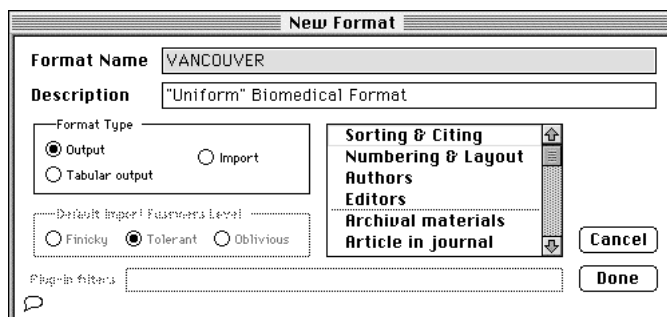 New Format
Format Name VANCOUVER
Description "Uniform" Biomedical Format
Format Type
Output
Import
Tabular output
Default Import Fussiness Level
Finicky Tolerant Oblivious
Sorting & Citing
Numbering & Layout
Authors
Editors
Archival materials
Article in journal
Cancel
Plug-in filters
Done